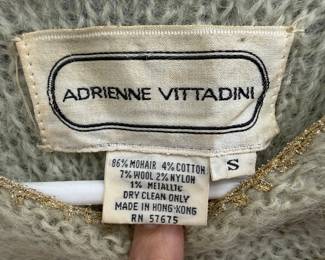 ADRIENNE VITTADINI
S
86% MOHAIR 4% COTTON
7% WOOL 2% NYLON
1% METALLIC
DRY CLEAN ONLY
MADE IN HONG-KONG
RN 57675